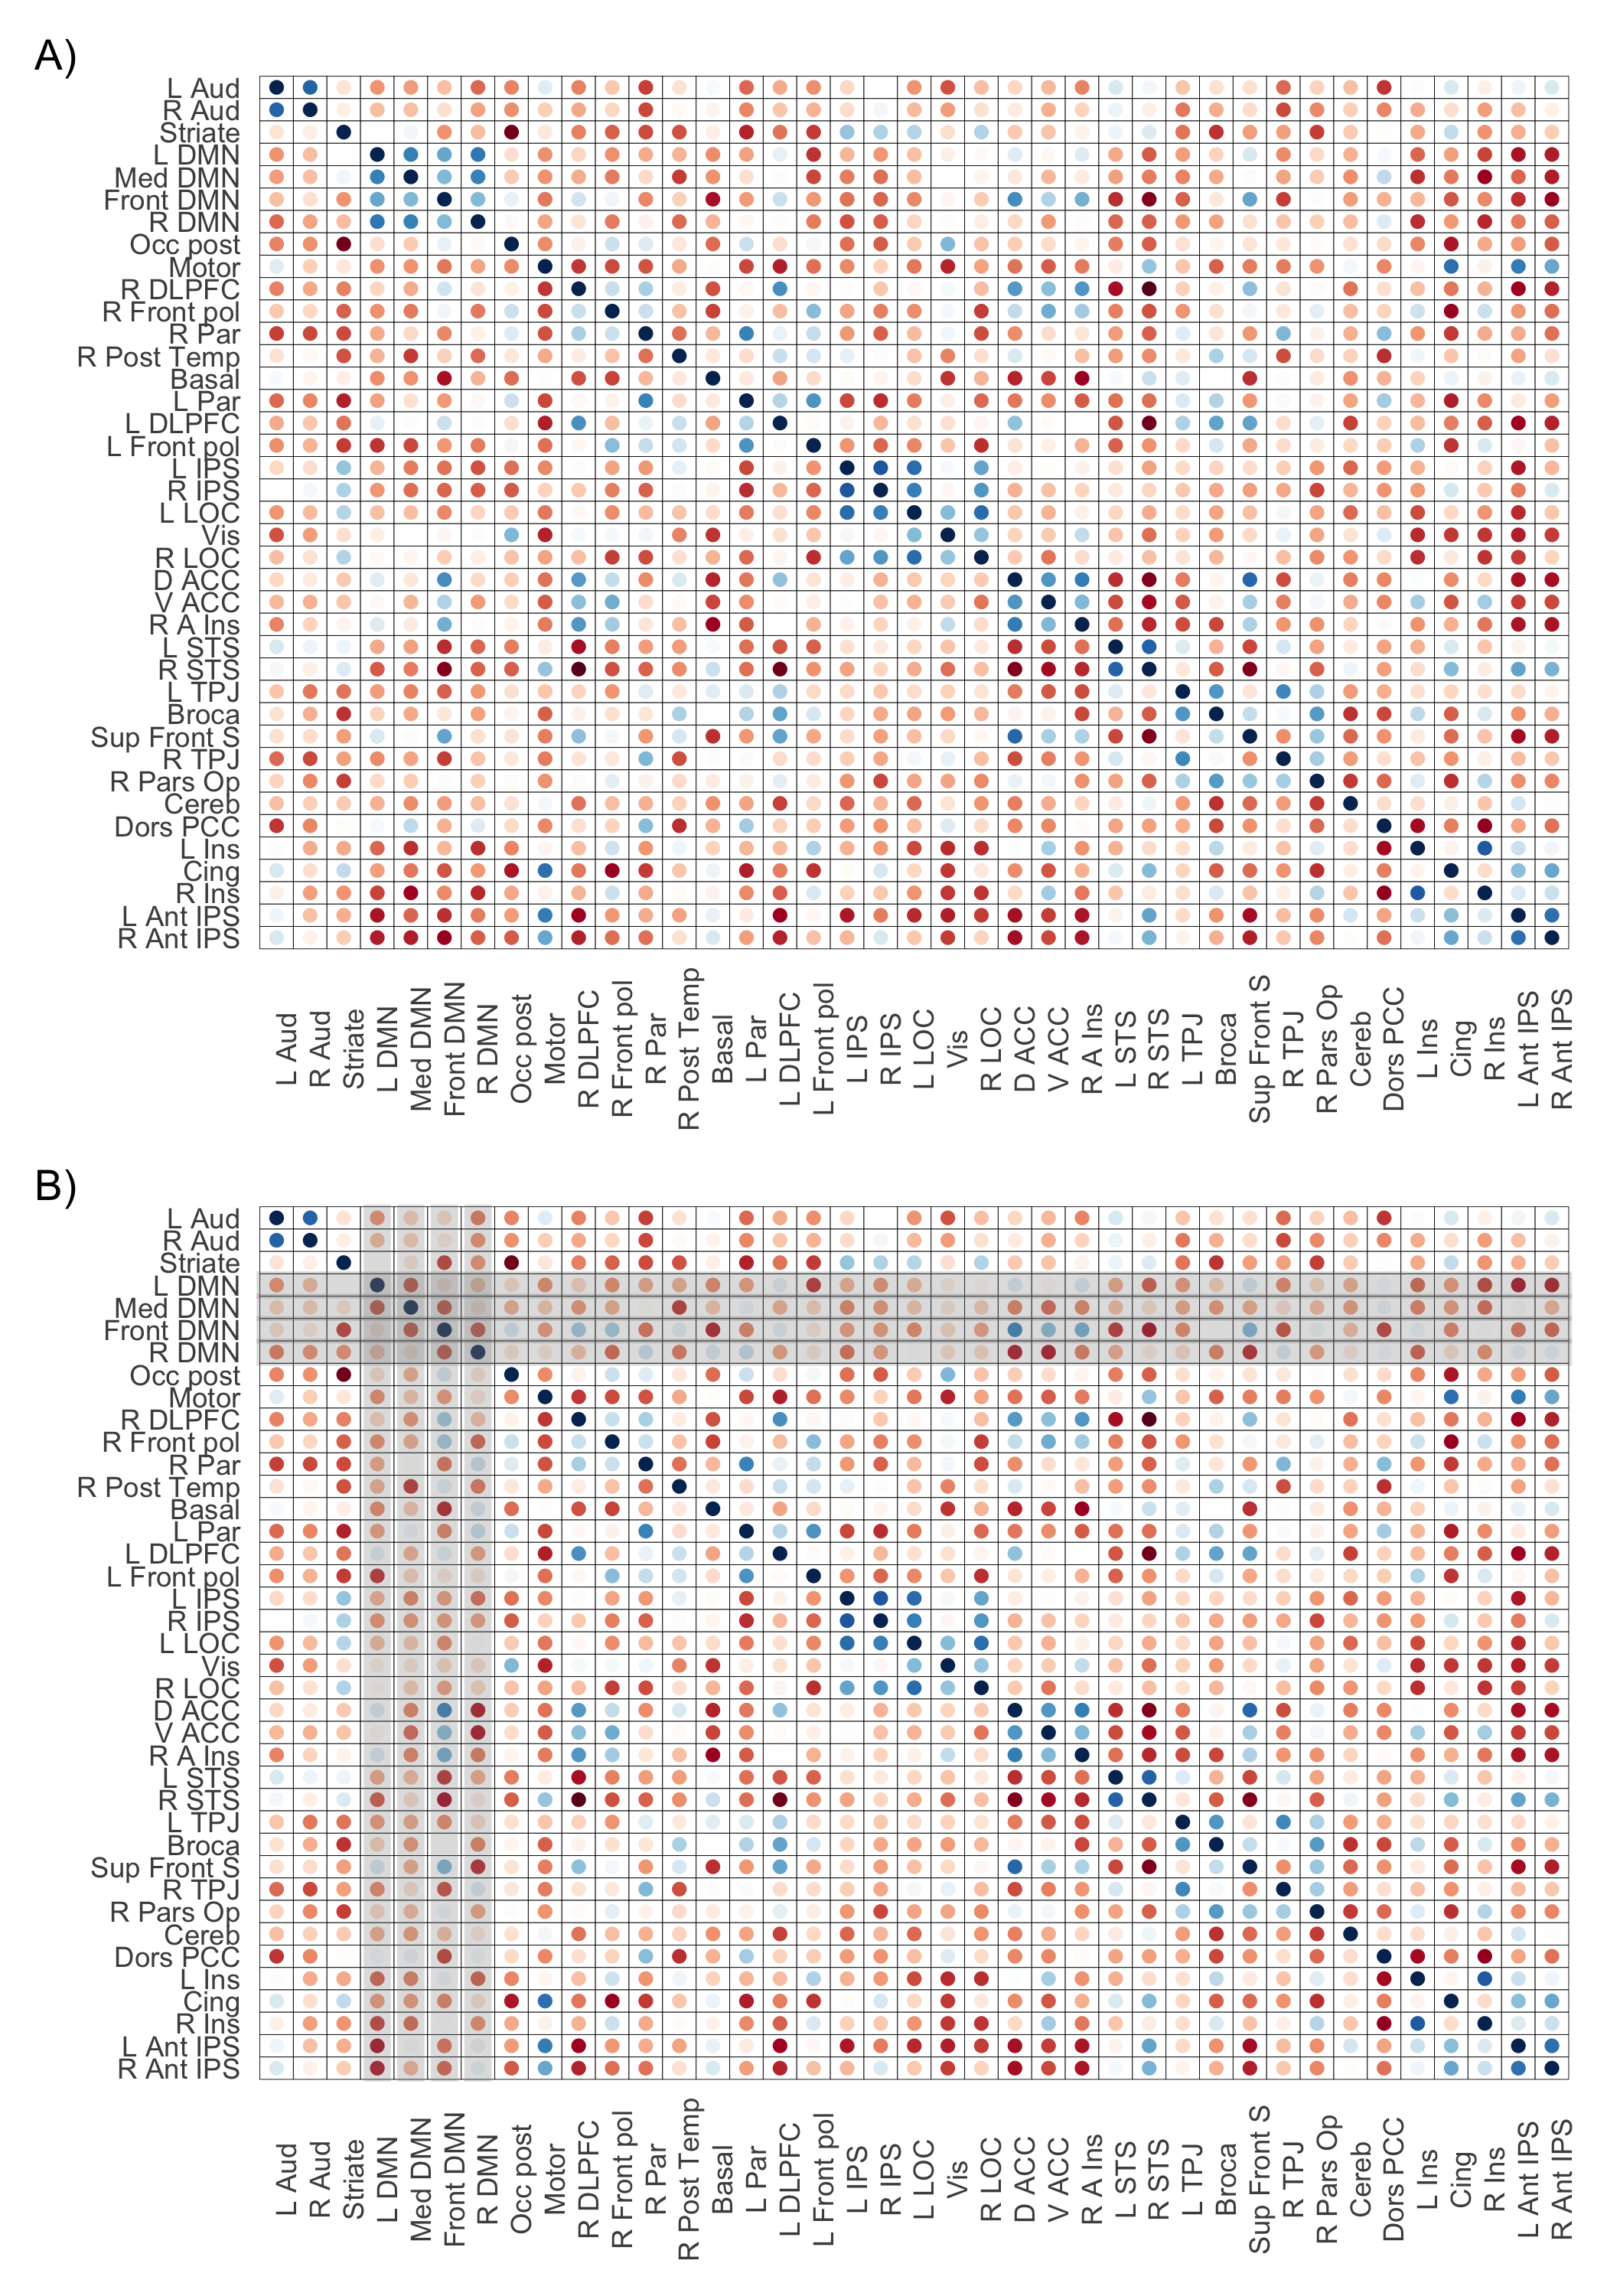 A)
L Aud
R Aud
Striate
L DMN
Med DMN
Front DMN
R DMN
Occ post
Motor
R DLPFC
R Front pol
R Par
R Post Temp
Basal
L Par
L DLPFC
L Front pol
L IPS
R IPS
L LOC
Vis
R LOC
D ACC
V ACC
R A Ins
L STS
R STS
L TPJ
Broca
Sup Front S
R TPJ
R Pars Op
Cereb
Dors PCC
L Ins
Cing
R Ins
L Ant IPS
R Ant IPS
L Aud
R Aud
Striate
L DMN
Med DMN
Front DMN
R DMN
Occ post
Motor
R DLPFC
R Front pol
R Par
R Post Temp
Basal
L Par
L DLPFC
L Front pol
L IPS
R IPS
L LOC
Vis
R LOC
D ACC
V ACC
R A Ins
L STS
R STS
L TPJ
Broca
Sup Front S
R TPJ
R Pars Op
Cereb
Dors PCC
L Ins
Cing
R Ins
L Ant IPS
R Ant IPS
B)
L Aud
R Aud
Striate
L DMN
Med DMN
Front DMN
R DMN
Occ post
Motor
R DLPFC
R Front pol
R Par
R Post Temp
Basal
L Par
L DLPFC
L Front pol
L IPS
R IPS
L LOC
Vis
R LOC
D ACC
V ACC
R A Ins
L STS
R STS
L TPJ
Broca
Sup Front S
R TPJ
R Pars Op
Cereb
Dors PCC
L Ins
Cing
R Ins
L Ant IPS
R Ant IPS
L Aud
R Aud
Striate
L DMN
Med DMN
Front DMN
R DMN
Occ post
Motor
R DLPFC
R Front pol
R Par
R Post Temp
Basal
L Par
L DLPFC
L Front pol
L IPS
R IPS
L LOC
Vis
R LOC
D ACC
V ACC
R A Ins
L STS
R STS
L TPJ
Broca
Sup Front S
R TPJ
R Pars Op
Cereb
Dors PCC
L Ins
Cing
R Ins
L Ant IPS
R Ant IPS